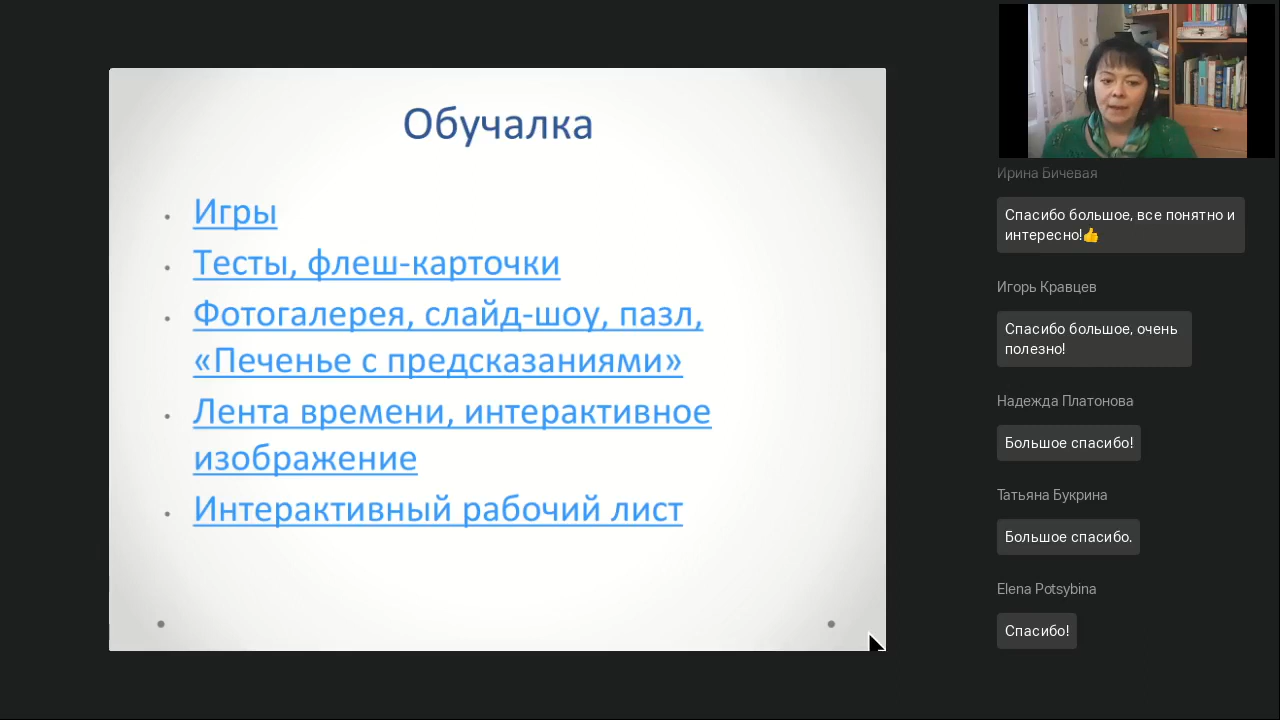 Обучалка
Игры
Тесты, флеш-карточки
Фотогалерея, слайд-шоу, пазл,
«Печенье с предсказаниями»
Лента времени, интерактивное
изображение
Интерактивный рабочий лист
Ирина Бичевая
Спасибо большое, все понятно и
интересно!👍
Игорь Кравцев
Спасибо большое, очень
полезно!
Надежда Платонова
Большое спасибо!
Татьяна Букрина
Большое спасибо.
Elena Potsybina
Спасибо!